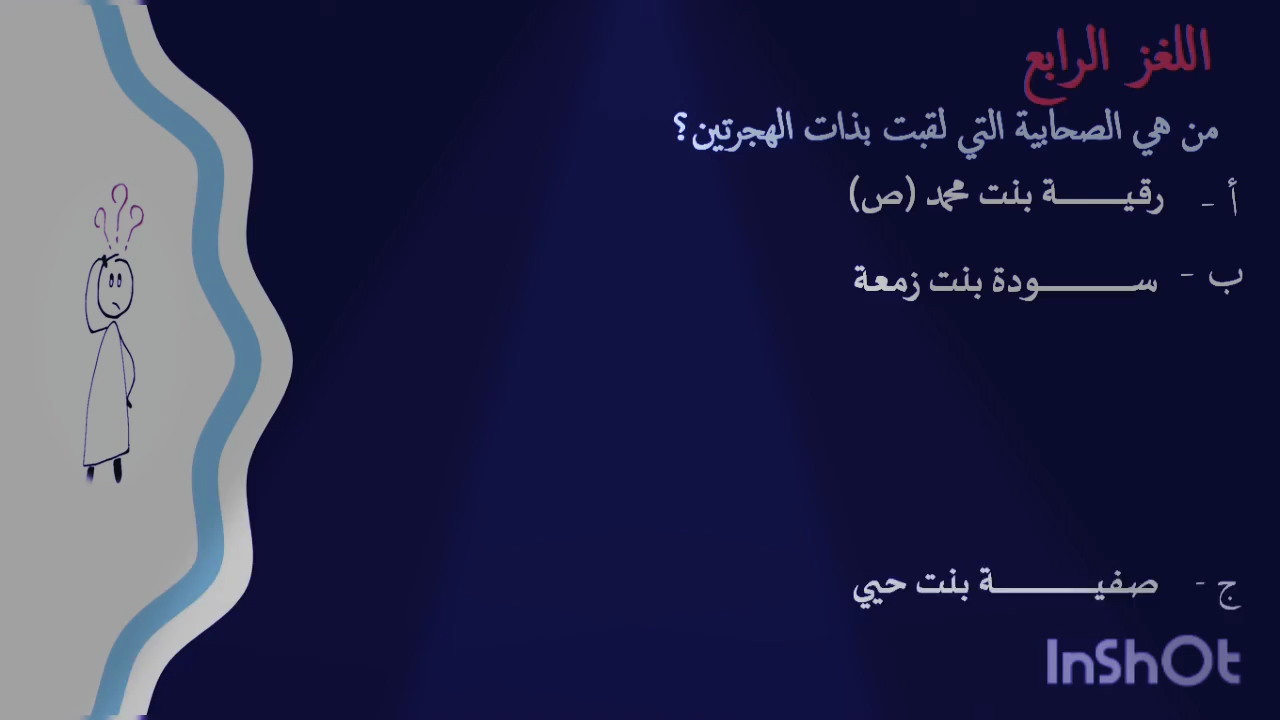 اللغز الرابع
من هي الصحابية التي لقبت بذات الهجرتين؟
أ - رقيـــــة بنت محمد (ص)
ب - ســـــودة بنت زمعة
ج - صفيـــــة بنت حيي
InShOt